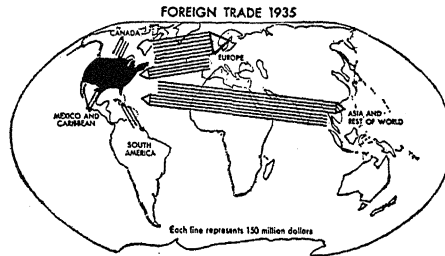 FOREIGN TRADE 1935
CANADA
EUROPE
MEXICO AND
CARIBBEAN
ASIA AND
REST OF WORLD
SOUTH
AMERICA
Each line represents 150 million dollars